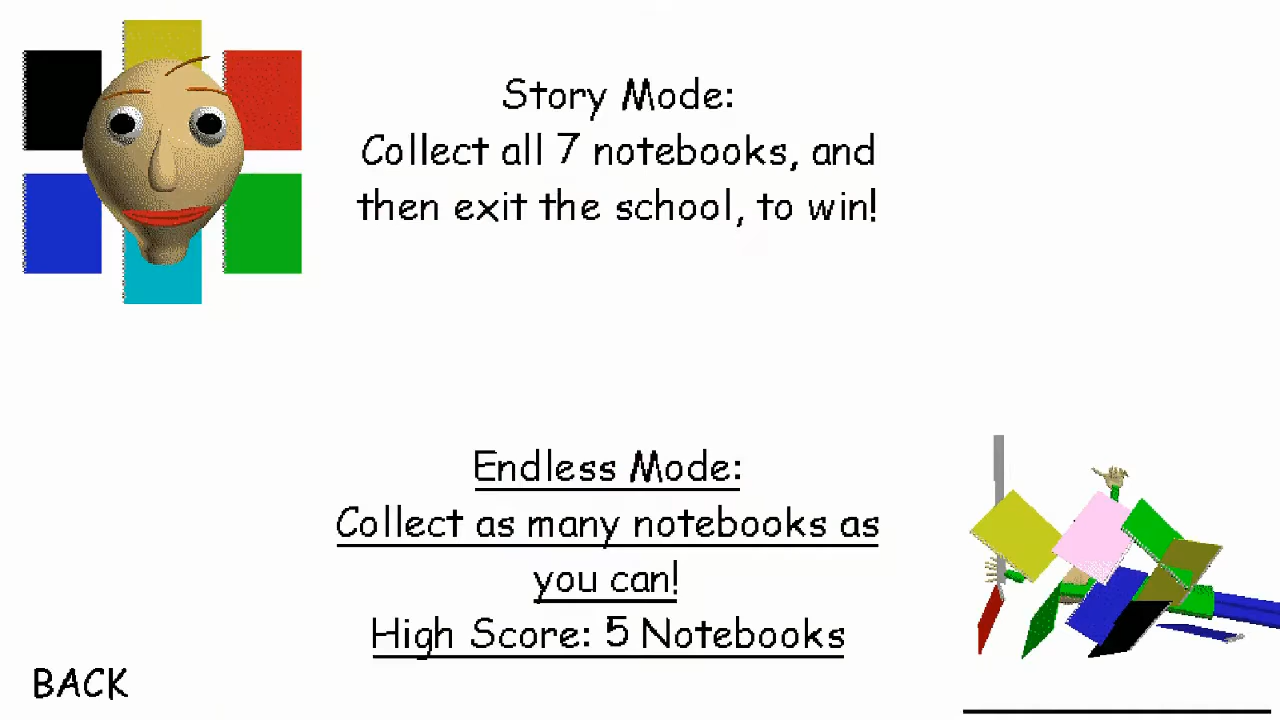 Story Mode:
Collect all 7 notebooks, and
then exit the school, to win!
Endless Mode:
Collect as many notebooks as
you can!
High Score: 5 Notebooks
BACK